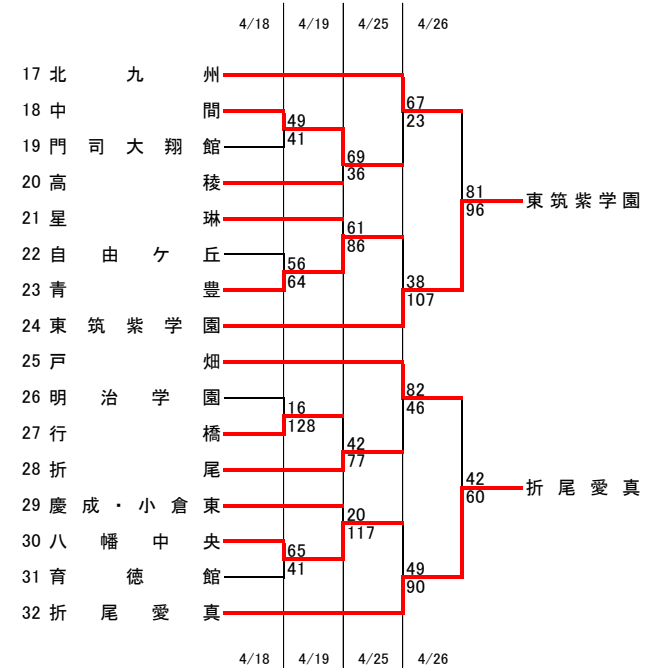 4/18 4/19 4/25 4/26
17 北九州
67
18 中間
49
23
19 門司大翔館
41
69
20 高稜
36
81
東筑紫学園
96
21 星琳
61
22 自由ケ丘
86
56
23 青豊
64
38
107
24 東筑紫学園
25 戸畑
82
26 明治学園
16
46
27 行橋
128
42
28 折尾
77
42
折尾愛真
60
29 慶成・小倉東
20
30 八幡中央
117
65
31 育徳館
41
49
90
32 折尾愛真
4/18 4/19 4/25 4/26